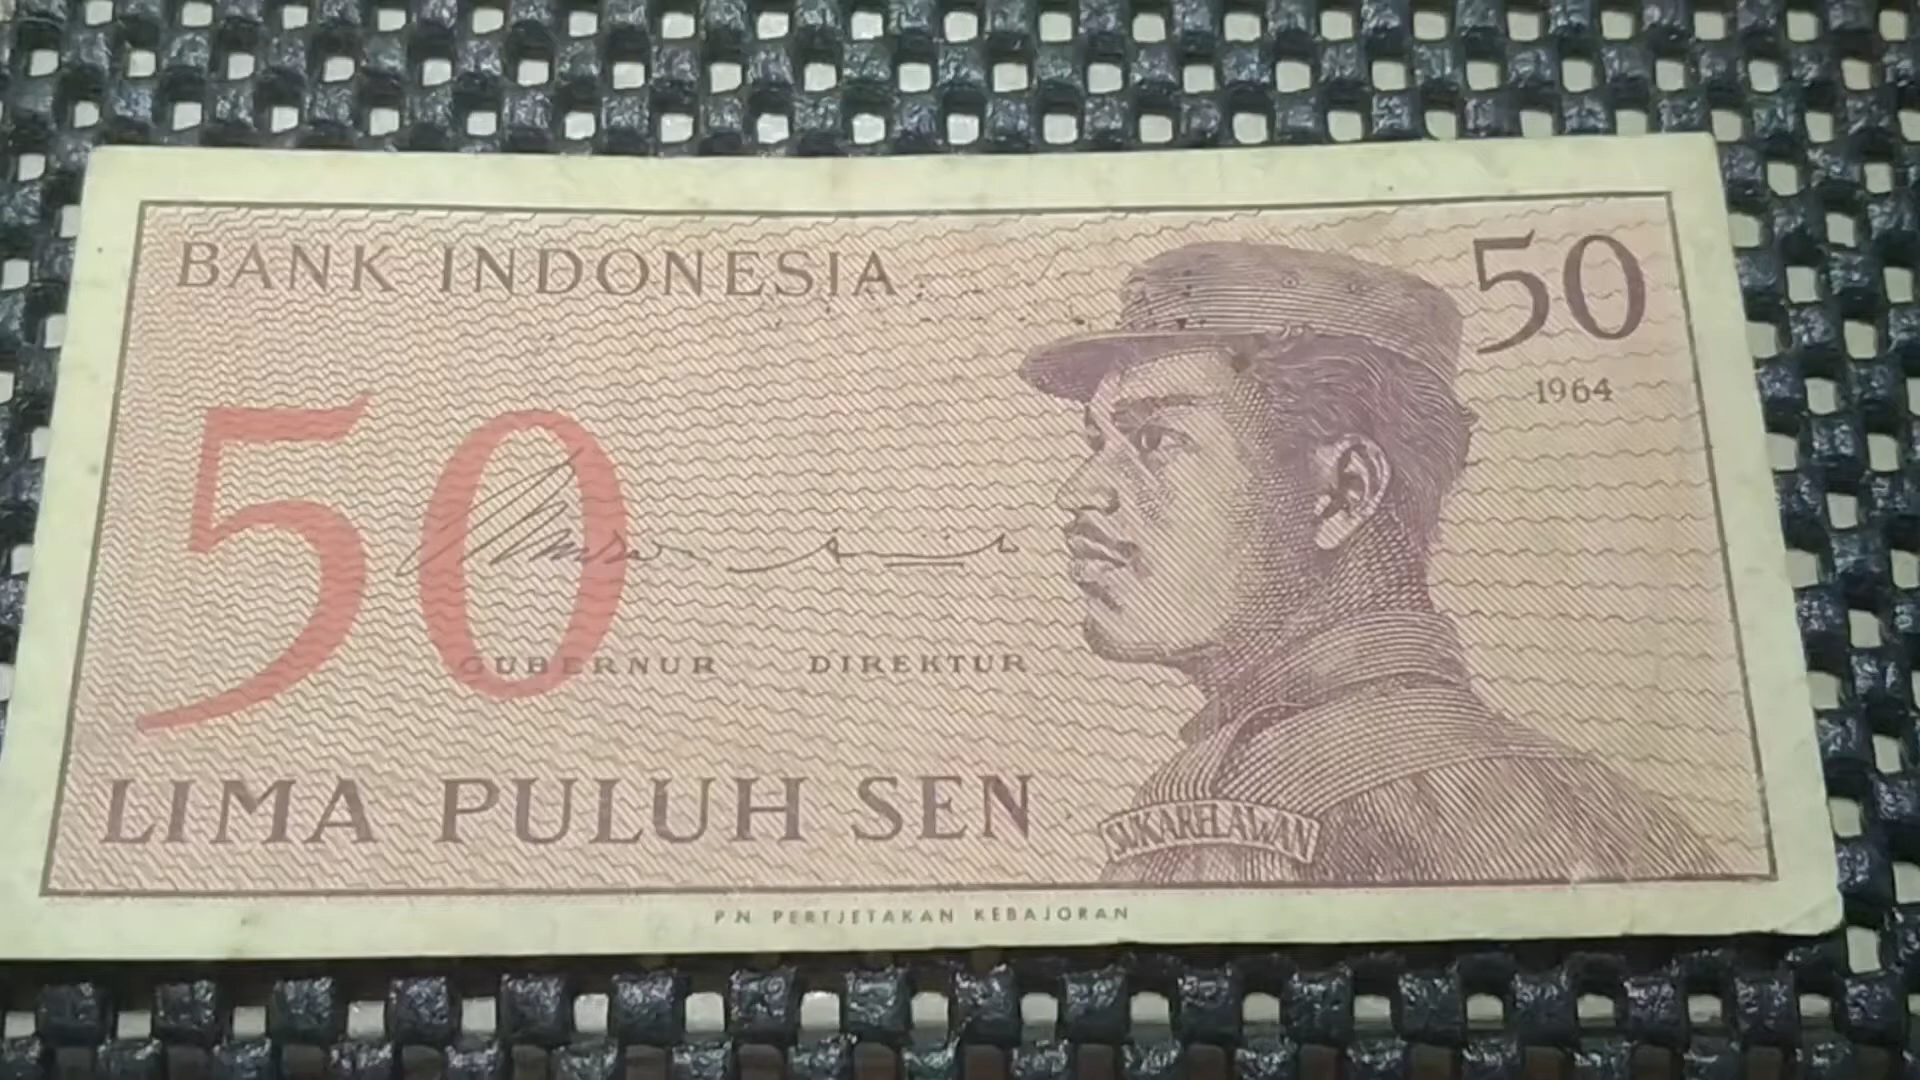 BANK INDONESIA
50
1964
50
GUBERNUR DIREKTUR
LIMA PULUH SEN
SUKARELAWAN
P.N. PERTJETAKAN KEBAJORAN